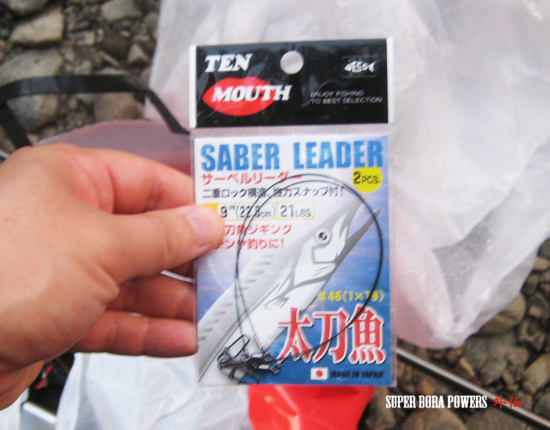 TEN
MOUTH
ENJOY FISHING
TO BEST SELECTION
SABER LEADER
サーベルリーダー
2PCS.
二重ロック構造、強力スナップ付！
9"(22.8cm) 21LBS
刀魚ジギング
テンヤ釣りに！
#46(1×19)
太刀魚
MADE IN JAPAN
SUPER BORA POWERS 外伝